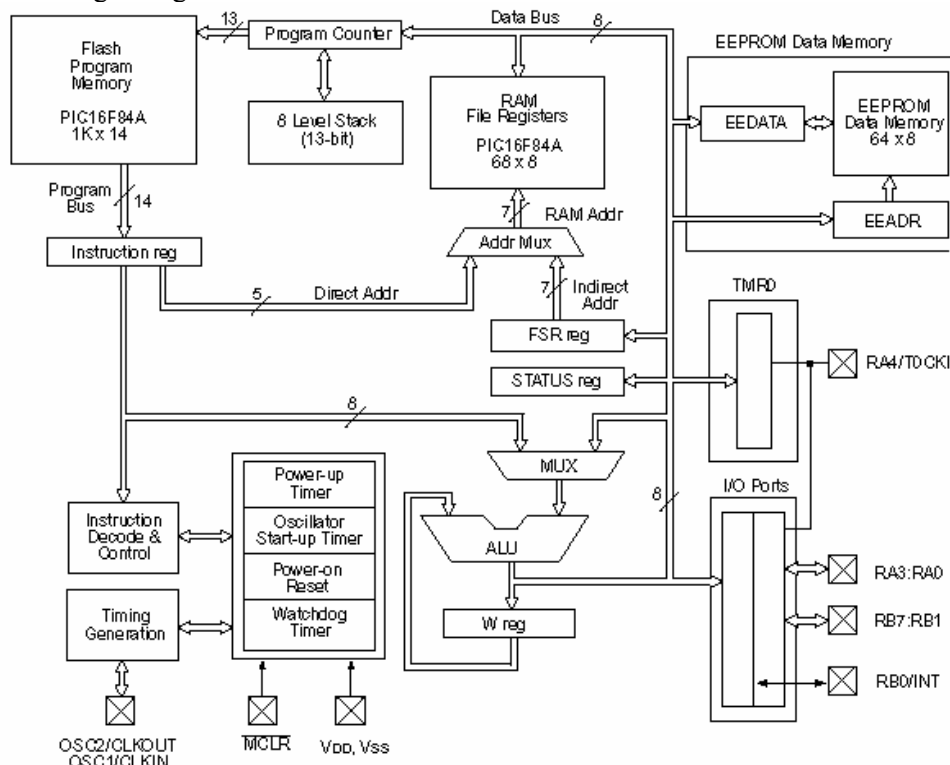 13
Program Counter
Data Bus
8
EEPROM Data Memory
Flash
Program
Memory
PIC16F84A
1K x 14
8 Level Stack
(13-bit)
RAM
File Registers
PIC16F84A
68 x 8
EEDATA
EEPROM
Data Memory
64 x 8
Program
Bus
14
7
RAM Addr
EEADR
Instruction reg
Addr Mux
5
Direct Addr
7
Indirect
Addr
TMR0
FSR reg
RA4/T0CKI
STATUS reg
8
MUX
8
I/O Ports
Power-up
Timer
Instruction
Decode &
Control
Oscillator
Start-up Timer
ALU
Power-on
Reset
RA3:RA0
Timing
Generation
Watchdog
Timer
W reg
RB7:RB1
RB0/INT
OSC2/CLKOUT
OSC1/CLKIN
MCLR
VDD, VSS